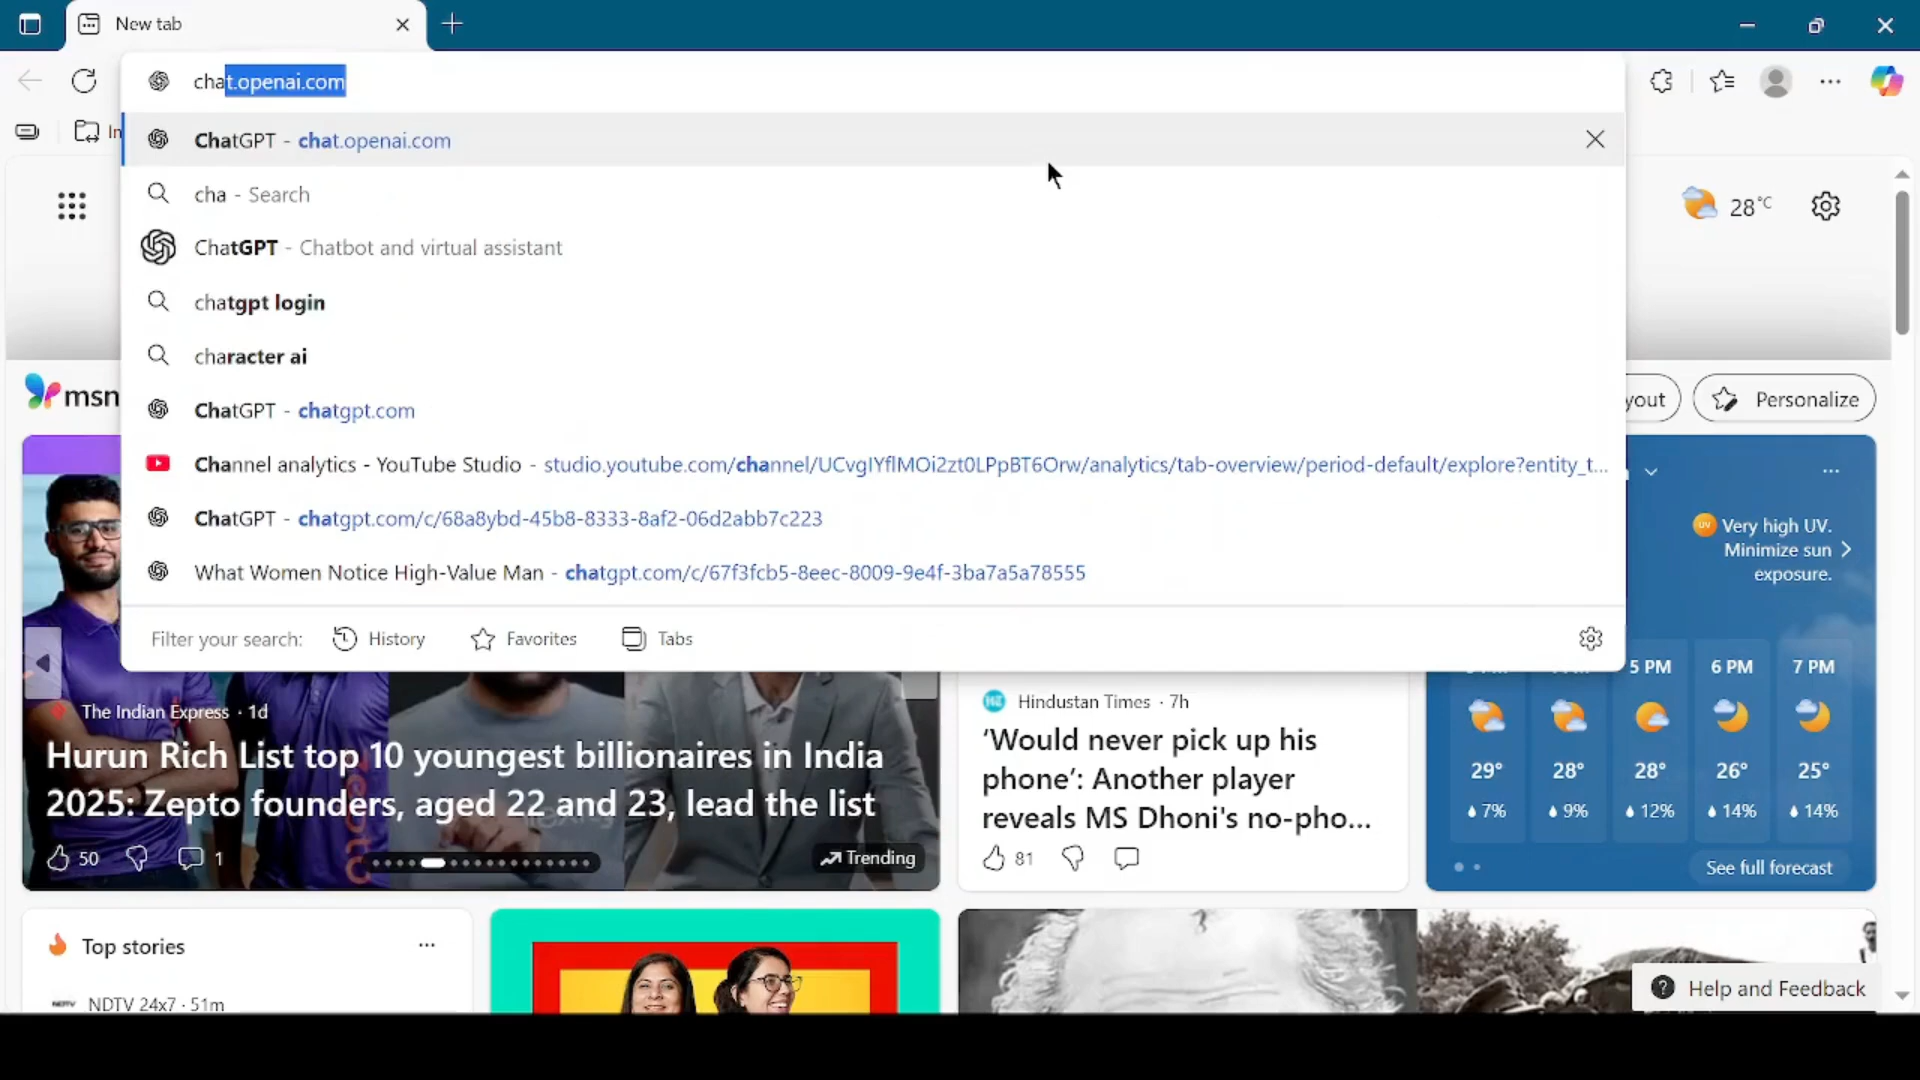 New tab
chat.openai.com
In
ChatGPT - chat.openai.com
cha - Search
ChatGPT - Chatbot and virtual assistant
chatgpt login
character ai
ChatGPT - chatgpt.com
Channel analytics - YouTube Studio - studio.youtube.com/channel/UCvgIYflMOi2zt0LPpBT6Orw/analytics/tab-overview/period-default/explore?entity_t...
ChatGPT - chatgpt.com/c/68a8ybd-45b8-8333-8af2-06d2abb7c223
What Women Notice High-Value Man - chatgpt.com/c/67f3fcb5-8eec-8009-9e4f-3ba7a5a78555
Filter your search: History Favorites Tabs
28°C
msn
yout
Personalize
Very high UV.
Minimize sun
exposure.
5 PM 6 PM 7 PM
29° 28° 28° 26° 25°
7% 9% 12% 14% 14%
See full forecast
The Indian Express · 1d
Hurun Rich List top 10 youngest billionaires in India
2025: Zepto founders, aged 22 and 23, lead the list
50 1
Trending
Hindustan Times · 7h
‘Would never pick up his
phone’: Another player
reveals MS Dhoni's no-pho...
81
Top stories
NDTV 24x7 · 51m
Help and Feedback